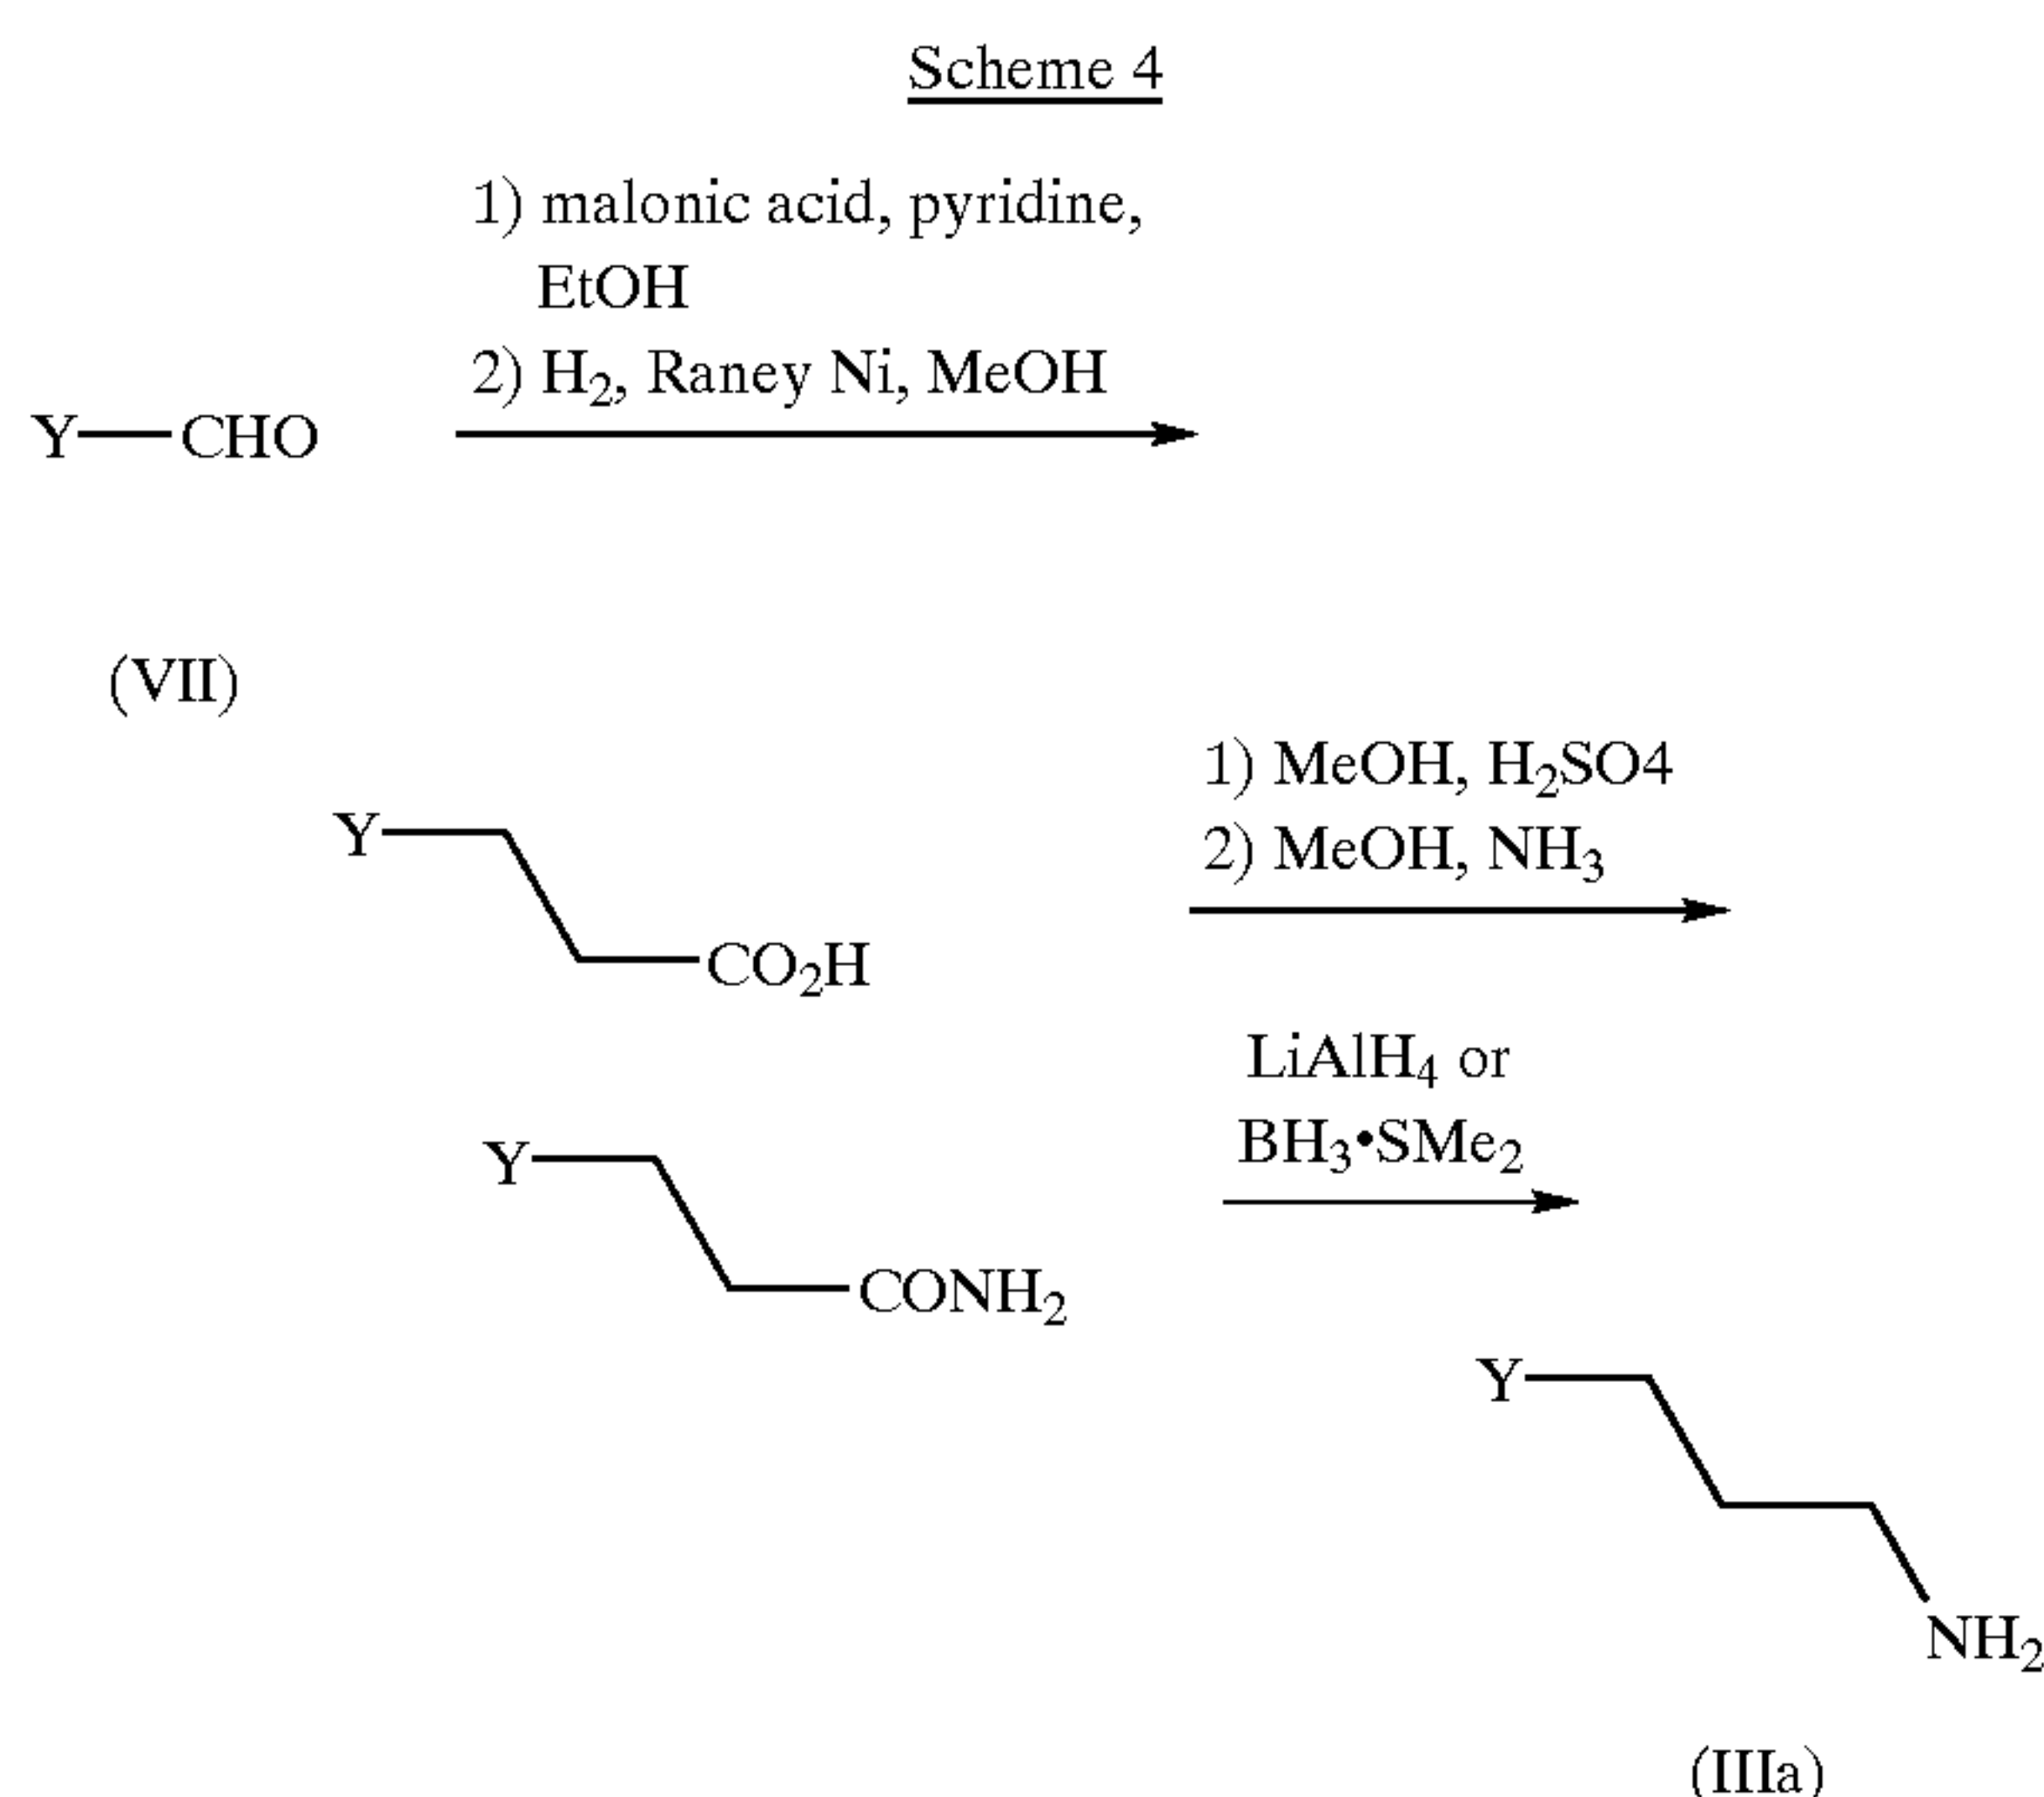 Scheme 4
1) malonic acid, pyridine,
EtOH
2) H2, Raney Ni, MeOH
Y—CHO
(VII)
1) MeOH, H2SO4
2) MeOH, NH3
Y
CO2H
LiAlH4 or
BH3•SMe2
Y
CONH2
Y
NH2
(IIIa)